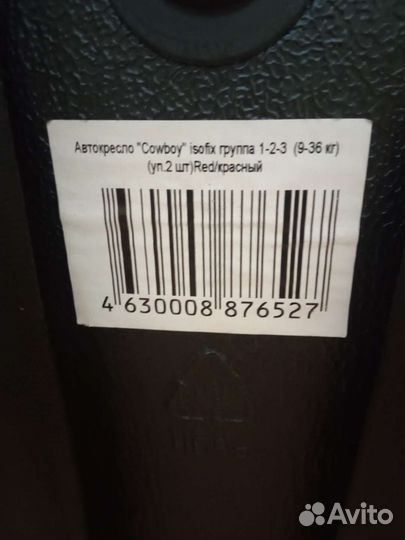 Автокресло "Cowboy" isofix группа 1-2-3 (9-36 кг)
(уп.2 шт)Red/красный
4 630008 876527
Avito